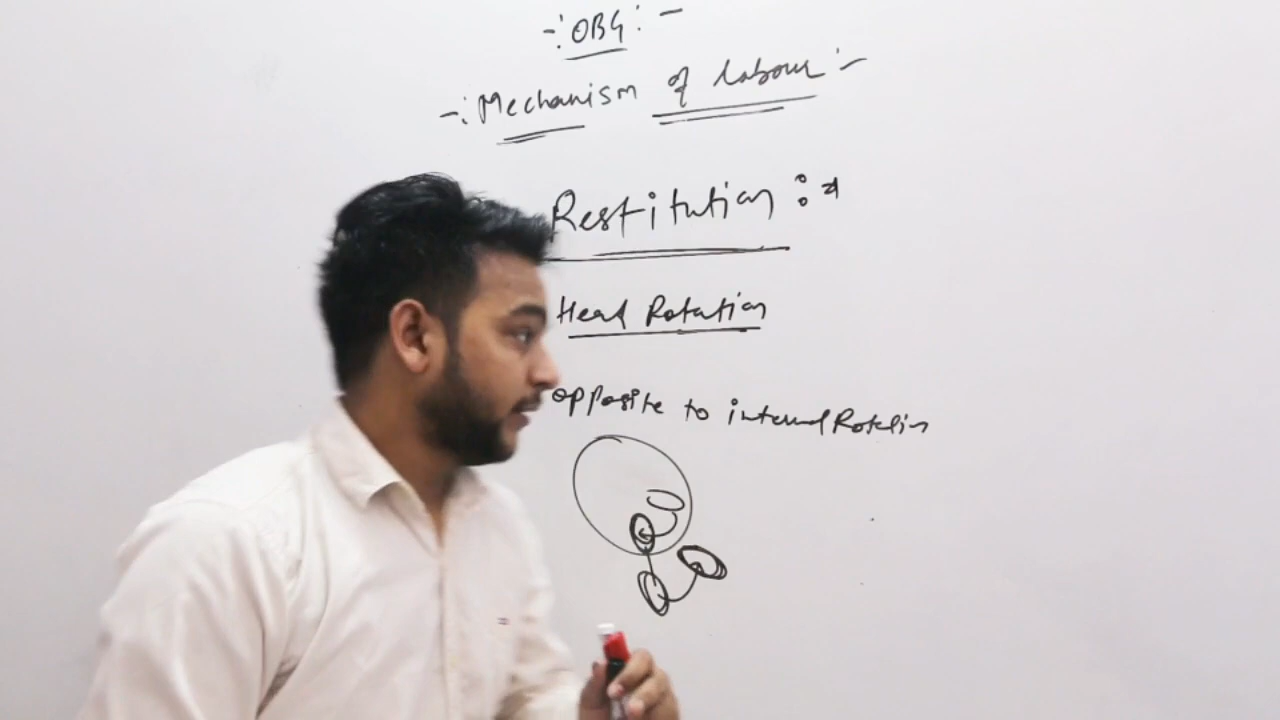 -: OBG : -
-: Mechanism of labour :-
Restitution :→
Head Rotation
opposite to internal Rotation